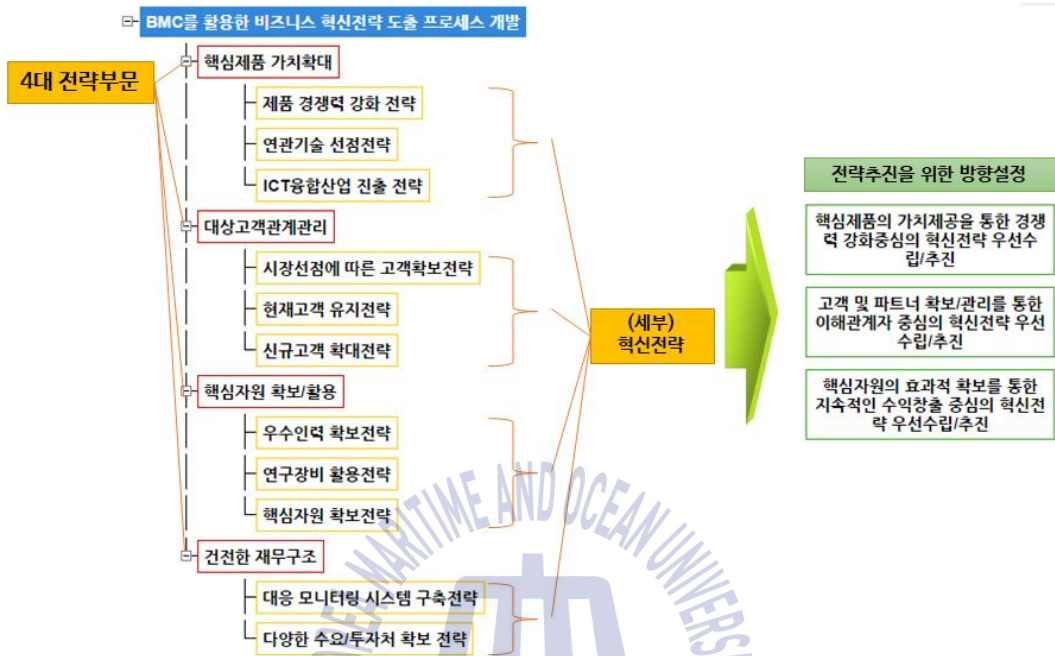 BMC를 활용한 비즈니스 혁신전략 도출 프로세스 개발
4대 전략부문
핵심제품 가치확대
제품 경쟁력 강화 전략
연관기술 선점전략
ICT융합산업 진출 전략
대상고객관계관리
시장선점에 따른 고객확보전략
현재고객 유지전략
신규고객 확대전략
핵심자원 확보/활용
우수인력 확보전략
연구장비 활용전략
핵심자원 확보전략
건전한 재무구조
대응 모니터링 시스템 구축전략
다양한 수요/투자처 확보 전략
(세부)
혁신전략
전략추진을 위한 방향설정
핵심제품의 가치제공을 통한 경쟁
력 강화중심의 혁신전략 우선수
립/추진
고객 및 파트너 확보/관리를 통한
이해관계자 중심의 혁신전략 우선
수립/추진
핵심자원의 효과적 확보를 통한
지속적인 수익창출 중심의 혁신전
략 우선수립/추진
MARITIME AND OCEAN